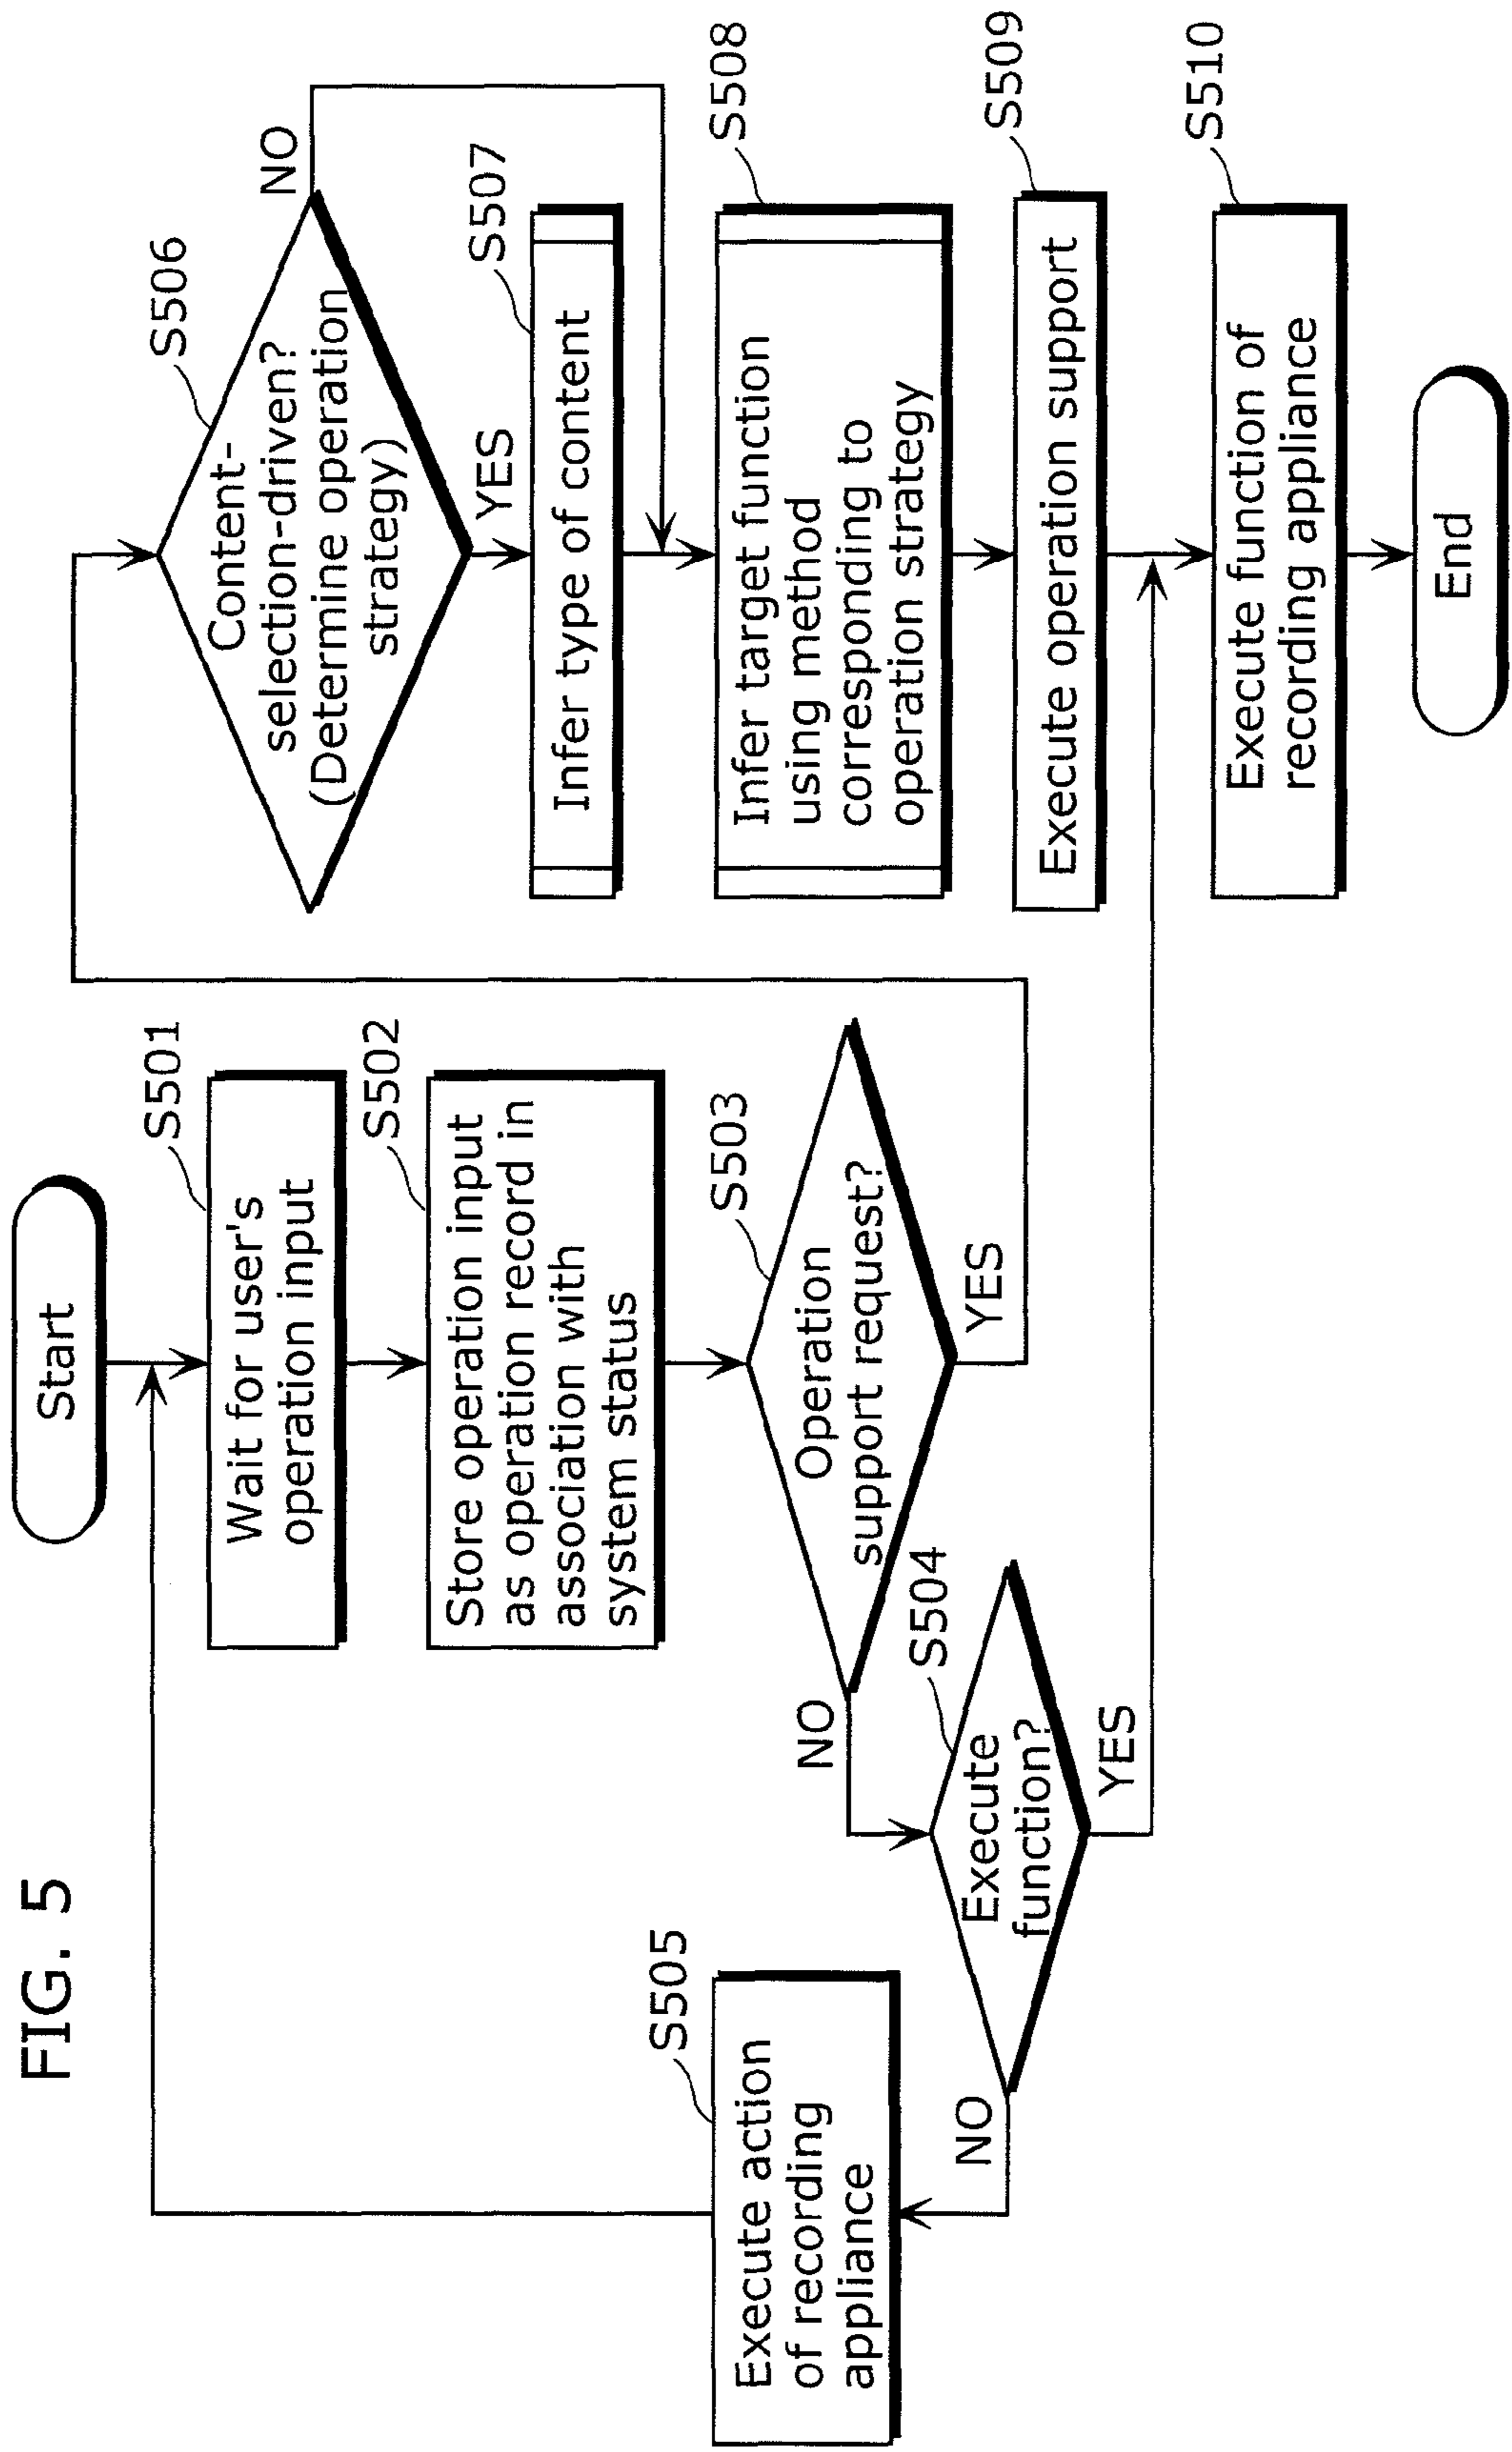 FIG. 5
Start
S501
Wait for user's
operation input
S502
Store operation input
as operation record in
association with
system status
S503
Operation
support request?
YES
NO
S504
Execute
function?
YES
NO
S505
Execute action
of recording
appliance
S506
Content-
selection-driven?
(Determine operation
strategy)
NO
YES
S507
Infer type of content
S508
Infer target function
using method
corresponding to
operation strategy
S509
Execute operation support
S510
Execute function of
recording appliance
End